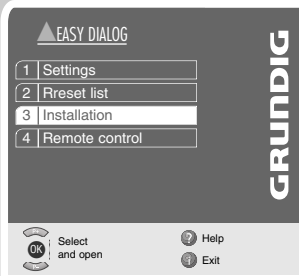 EASY DIALOG
1 Settings
2 Rreset list
3 Installation
4 Remote control
GRUNDIG
OK
Select
and open
? Help
i Exit